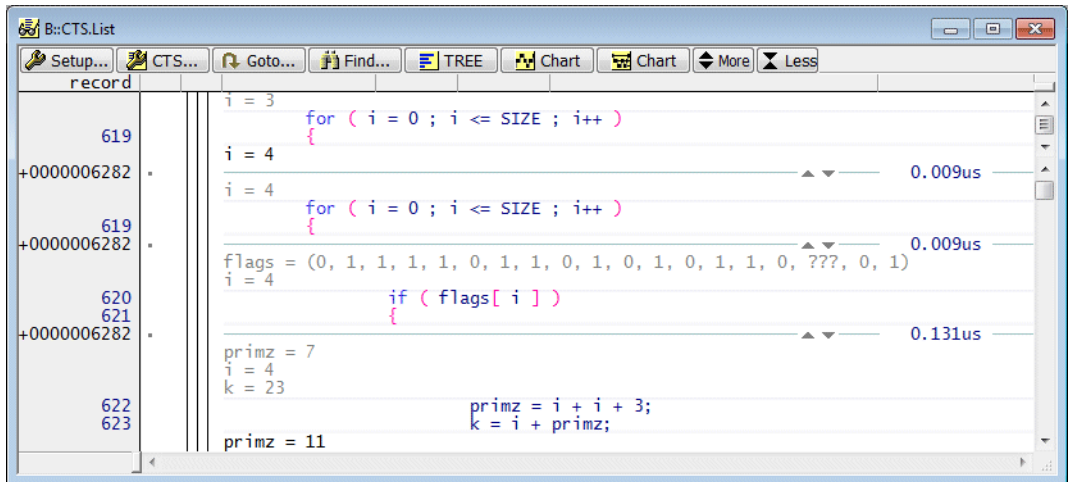 B::CTS.List
Setup... CTS... Goto... Find... TREE Chart Chart More Less
record
i = 3
for ( i = 0 ; i <= SIZE ; i++ )
619 {
i = 4
+0000006282 0.009us
i = 4
for ( i = 0 ; i <= SIZE ; i++ )
619 {
+0000006282 0.009us
flags = (0, 1, 1, 1, 1, 0, 1, 1, 0, 1, 0, 1, 0, 1, 1, 0, ???, 0, 1)
i = 4
620 if ( flags[ i ] )
621 {
+0000006282 0.131us
primz = 7
i = 4
k = 23
622 primz = i + i + 3;
623 k = i + primz;
primz = 11